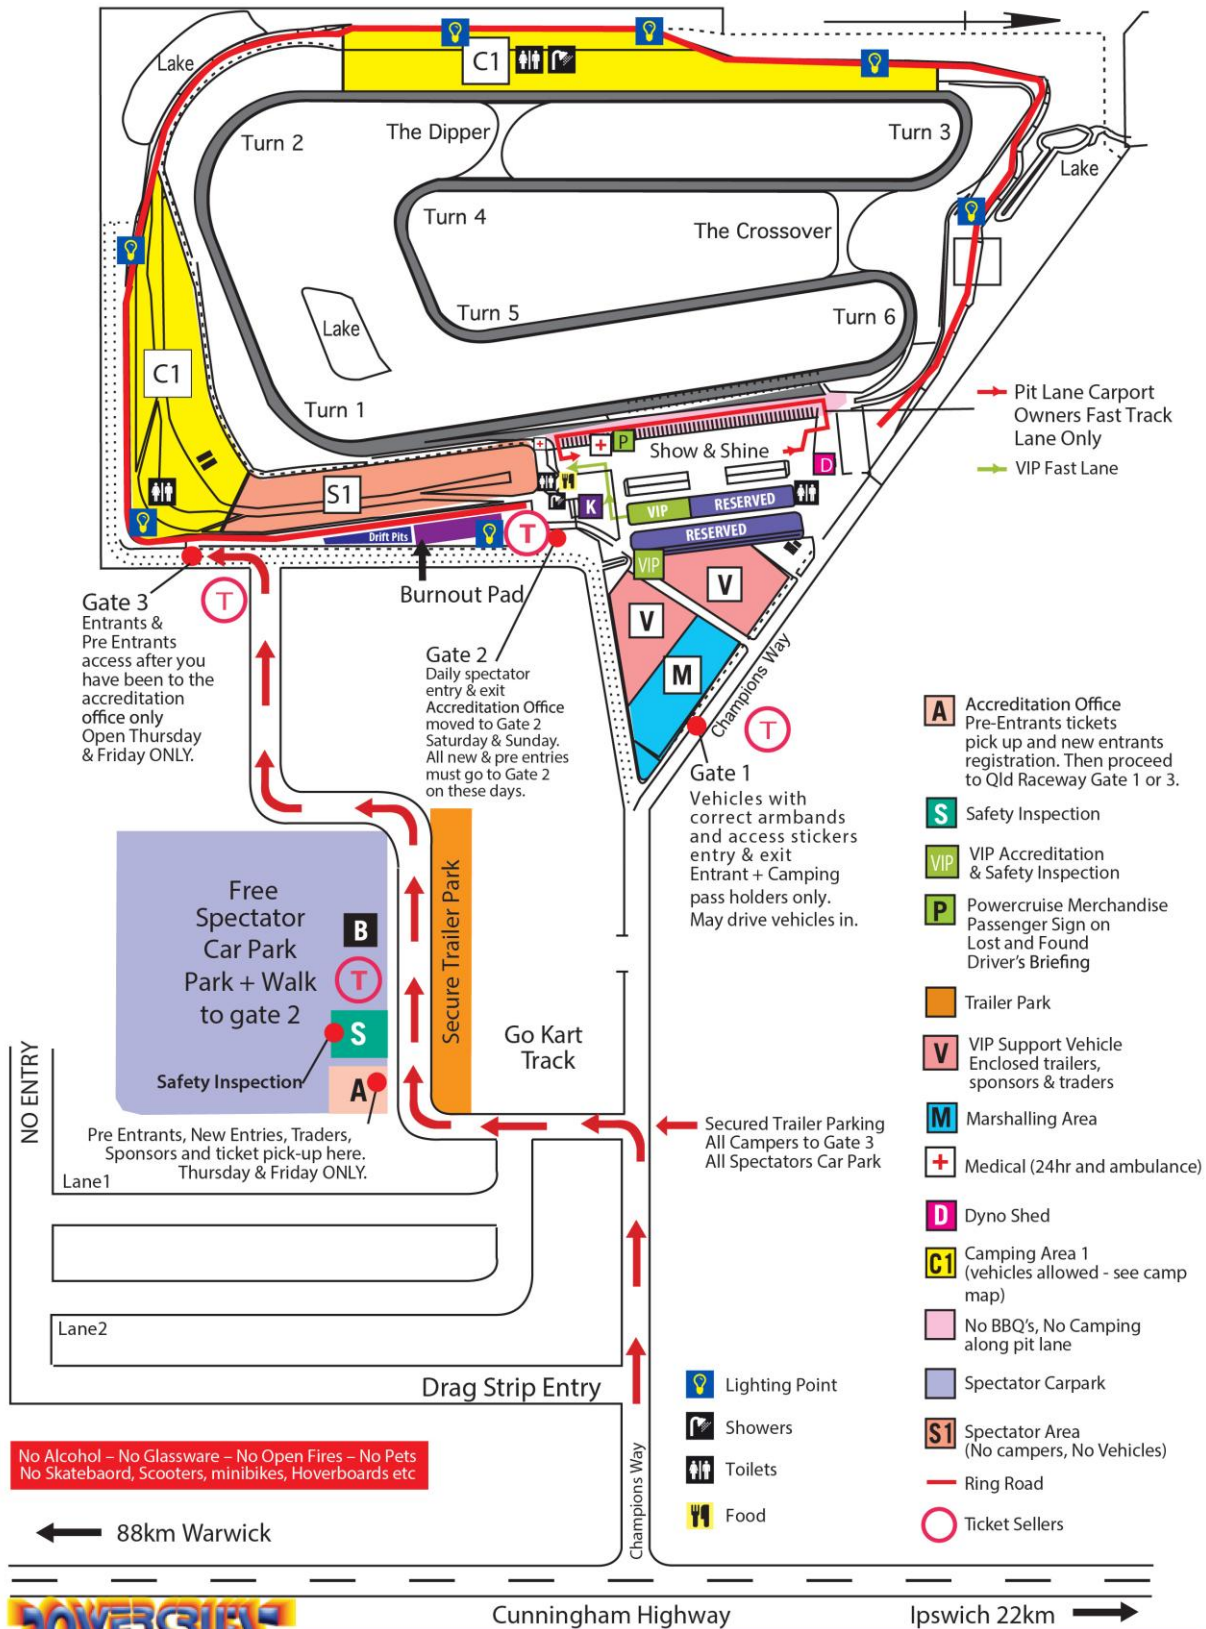 Lake
C1
Turn 2
The Dipper
Turn 3
Lake
Turn 4
The Crossover
Turn 5
Turn 6
Lake
C1
Turn 1
Pit Lane Carport
Owners Fast Track
Lane Only
VIP Fast Lane
P
Show & Shine
D
S1
K
VIP
RESERVED
RESERVED
Drift Pits
T
VIP
V
V
M
Burnout Pad
Gate 3
Entrants &
Pre Entrants
access after you
have been to the
accreditation
office only
Open Thursday
& Friday ONLY.
T
Gate 2
Daily spectator
entry & exit
Accreditation Office
moved to Gate 2
Saturday & Sunday.
All new & pre entries
must go to Gate 2
on these days.
Champions Way
T
Gate 1
Vehicles with
correct armbands
and access stickers
entry & exit
Entrant + Camping
pass holders only.
May drive vehicles in.
Free
Spectator
Car Park
Park + Walk
to gate 2
B
T
S
Safety Inspection
A
Secure Trailer Park
Go Kart
Track
NO ENTRY
Pre Entrants, New Entries, Traders,
Sponsors and ticket pick-up here.
Thursday & Friday ONLY.
Secured Trailer Parking
All Campers to Gate 3
All Spectators Car Park
Lane1
Lane2
Drag Strip Entry
Champions Way
A Accreditation Office
Pre-Entrants tickets
pick up and new entrants
registration. Then proceed
to Qld Raceway Gate 1 or 3.
S Safety Inspection
VIP VIP Accreditation
& Safety Inspection
P Powercruise Merchandise
Passenger Sign on
Lost and Found
Driver's Briefing
Trailer Park
V VIP Support Vehicle
Enclosed trailers,
sponsors & traders
M Marshalling Area
Medical (24hr and ambulance)
D Dyno Shed
C1 Camping Area 1
(vehicles allowed - see camp
map)
No BBQ's, No Camping
along pit lane
Spectator Carpark
S1 Spectator Area
(No campers, No Vehicles)
Ring Road
Ticket Sellers
Lighting Point
Showers
Toilets
Food
No Alcohol – No Glassware – No Open Fires – No Pets
No Skatebaord, Scooters, minibikes, Hoverboards etc
88km Warwick
POWERCRUISE
Cunningham Highway
Ipswich 22km